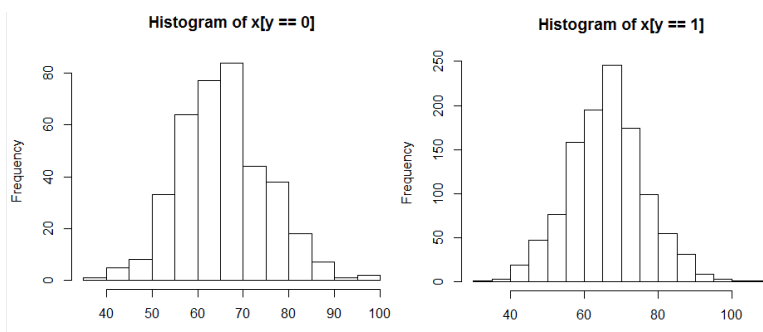 Histogram of x[y == 0]
Frequency
0 20 40 60 80
40 50 60 70 80 90 100
Histogram of x[y == 1]
Frequency
0 50 100 150 200 250
40 60 80 100